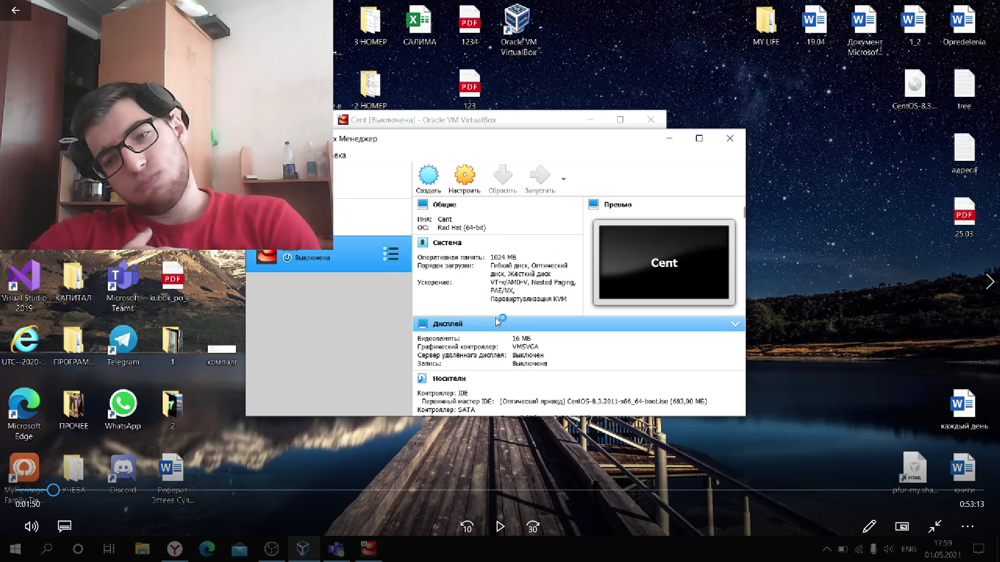 3 НОМЕР
САЛИМА
1234
Oracle VM
VirtualBox
MY LIFE
19.04
Документ
Microsof...
1_2
Opredelenia
PDF
2 НОМЕР
PDF
123
CentOS-8.3....
tree
Cent [Выключена] - Oracle VM VirtualBox
x Менеджер
вка
адреса
Создать
Настроить
Сбросить
Запустить
Общие
Имя: Cent
ОС: Red Hat (64-bit)
Превью
Cent
PDF
25.03
Система
Оперативная память: 1024 МБ
Порядок загрузки: Гибкий диск, Оптический
диск, Жёсткий диск
Ускорение: VT-x/AMD-V, Nested Paging,
PAE/NX,
Паравиртуализация KVM
Выключена
Visual Studio
2019
КАПИТАЛ
Microsoft
Teams
PDF
kubok_po_a...
Дисплей
Видеопамять: 16 МБ
Графический контроллер: VMSVGA
Сервер удалённого дисплея: Выключен
Запись: Выключена
UTC--2020-...
ПРОГРАМ...
Telegram
1
компалг
Носители
Контроллер: IDE
Первичный мастер IDE: [Оптический привод] CentOS-8.3.2011-x86_64-boot.iso (683,00 МБ)
Контроллер: SATA
Microsoft
Edge
ПРОЧЕЕ
WhatsApp
2
каждый день
MyHeritage
Family Tre...
УЧЕБА
Discord
Реферат
Эттеев Сул...
HTML
pfur-my.sha...
книги
0:01:50
0:53:13
10
30
ENG
17:59
01.05.2021